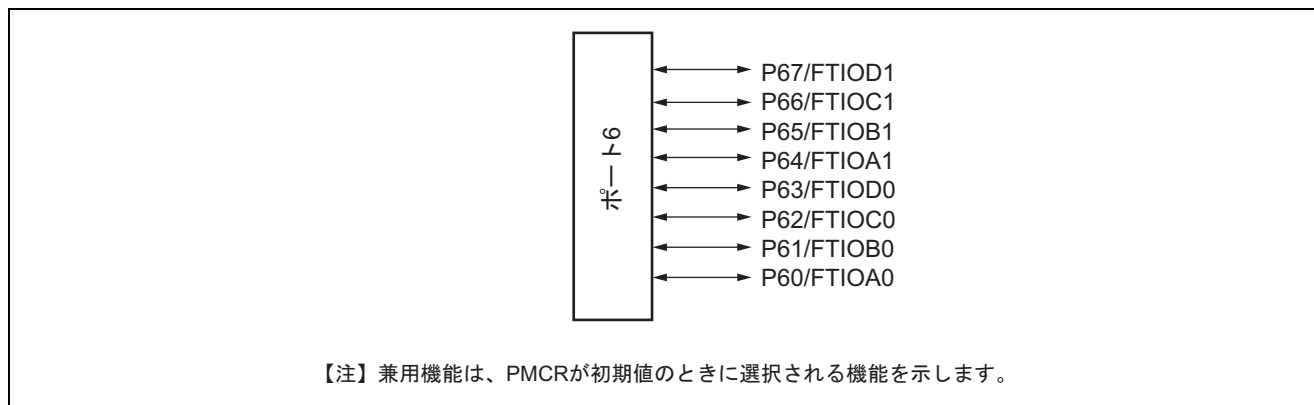 ポート6
P67/FTIOD1
P66/FTIOC1
P65/FTIOB1
P64/FTIOA1
P63/FTIOD0
P62/FTIOC0
P61/FTIOB0
P60/FTIOA0
【注】兼用機能は、PMCRが初期値のときに選択される機能を示します。